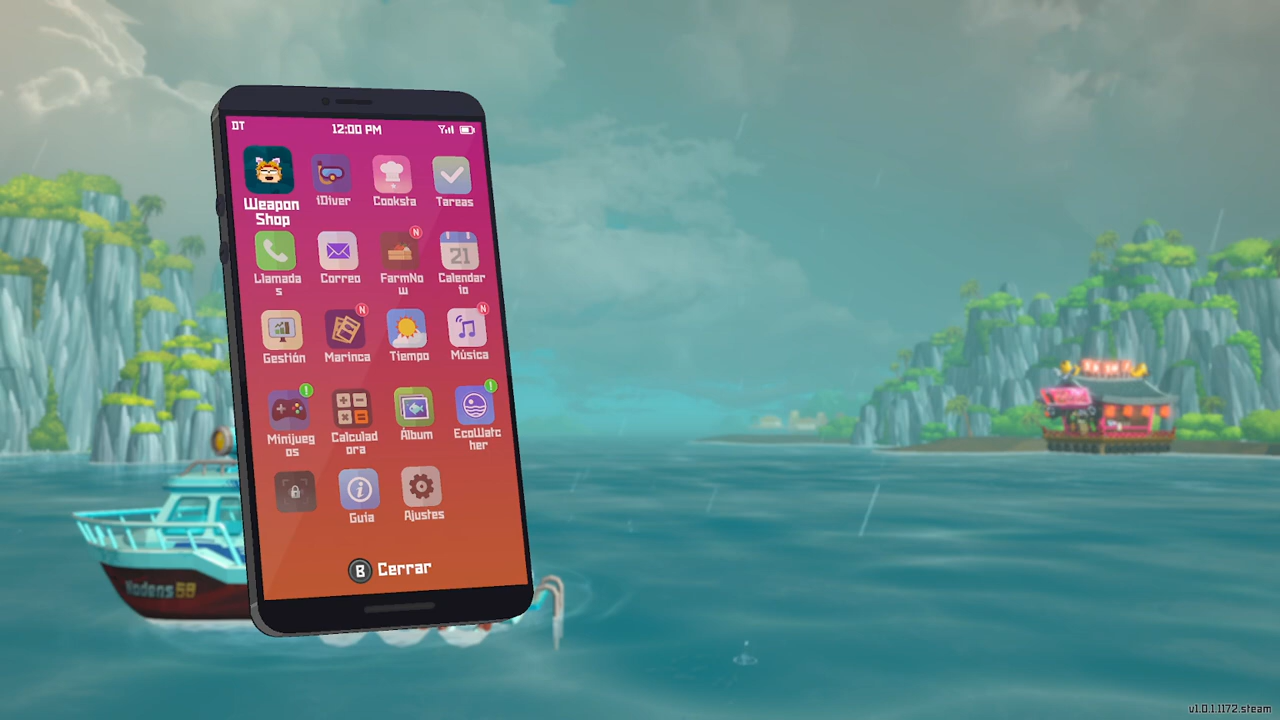 DT
12:00 PM
Weapon
Shop
iDiver
Cooksta
Tareas
Llamada
s
Correo
N
FarmNo
w
21
Calendar
io
Gestión
N
Marinca
Tiempo
N
Música
!
Minijueg
os
Calculad
ora
Álbum
!
EcoWatc
her
Guía
Ajustes
B Cerrar
v1.0.1.1172.steam